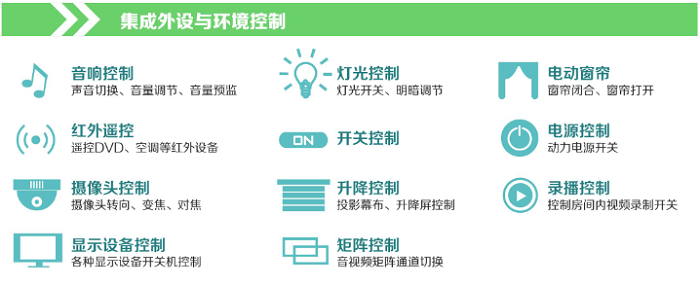 集成外设与环境控制
音响控制
声音切换、音量调节、音量预监
灯光控制
灯光开关、明暗调节
电动窗帘
窗帘闭合、窗帘打开
红外遥控
遥控DVD、空调等红外设备
ON
开关控制
电源控制
动力电源开关
摄像头控制
摄像头转向、变焦、对焦
升降控制
投影幕布、升降屏控制
录播控制
控制房间内视频录制开关
显示设备控制
各种显示设备开关机控制
矩阵控制
音视频矩阵通道切换